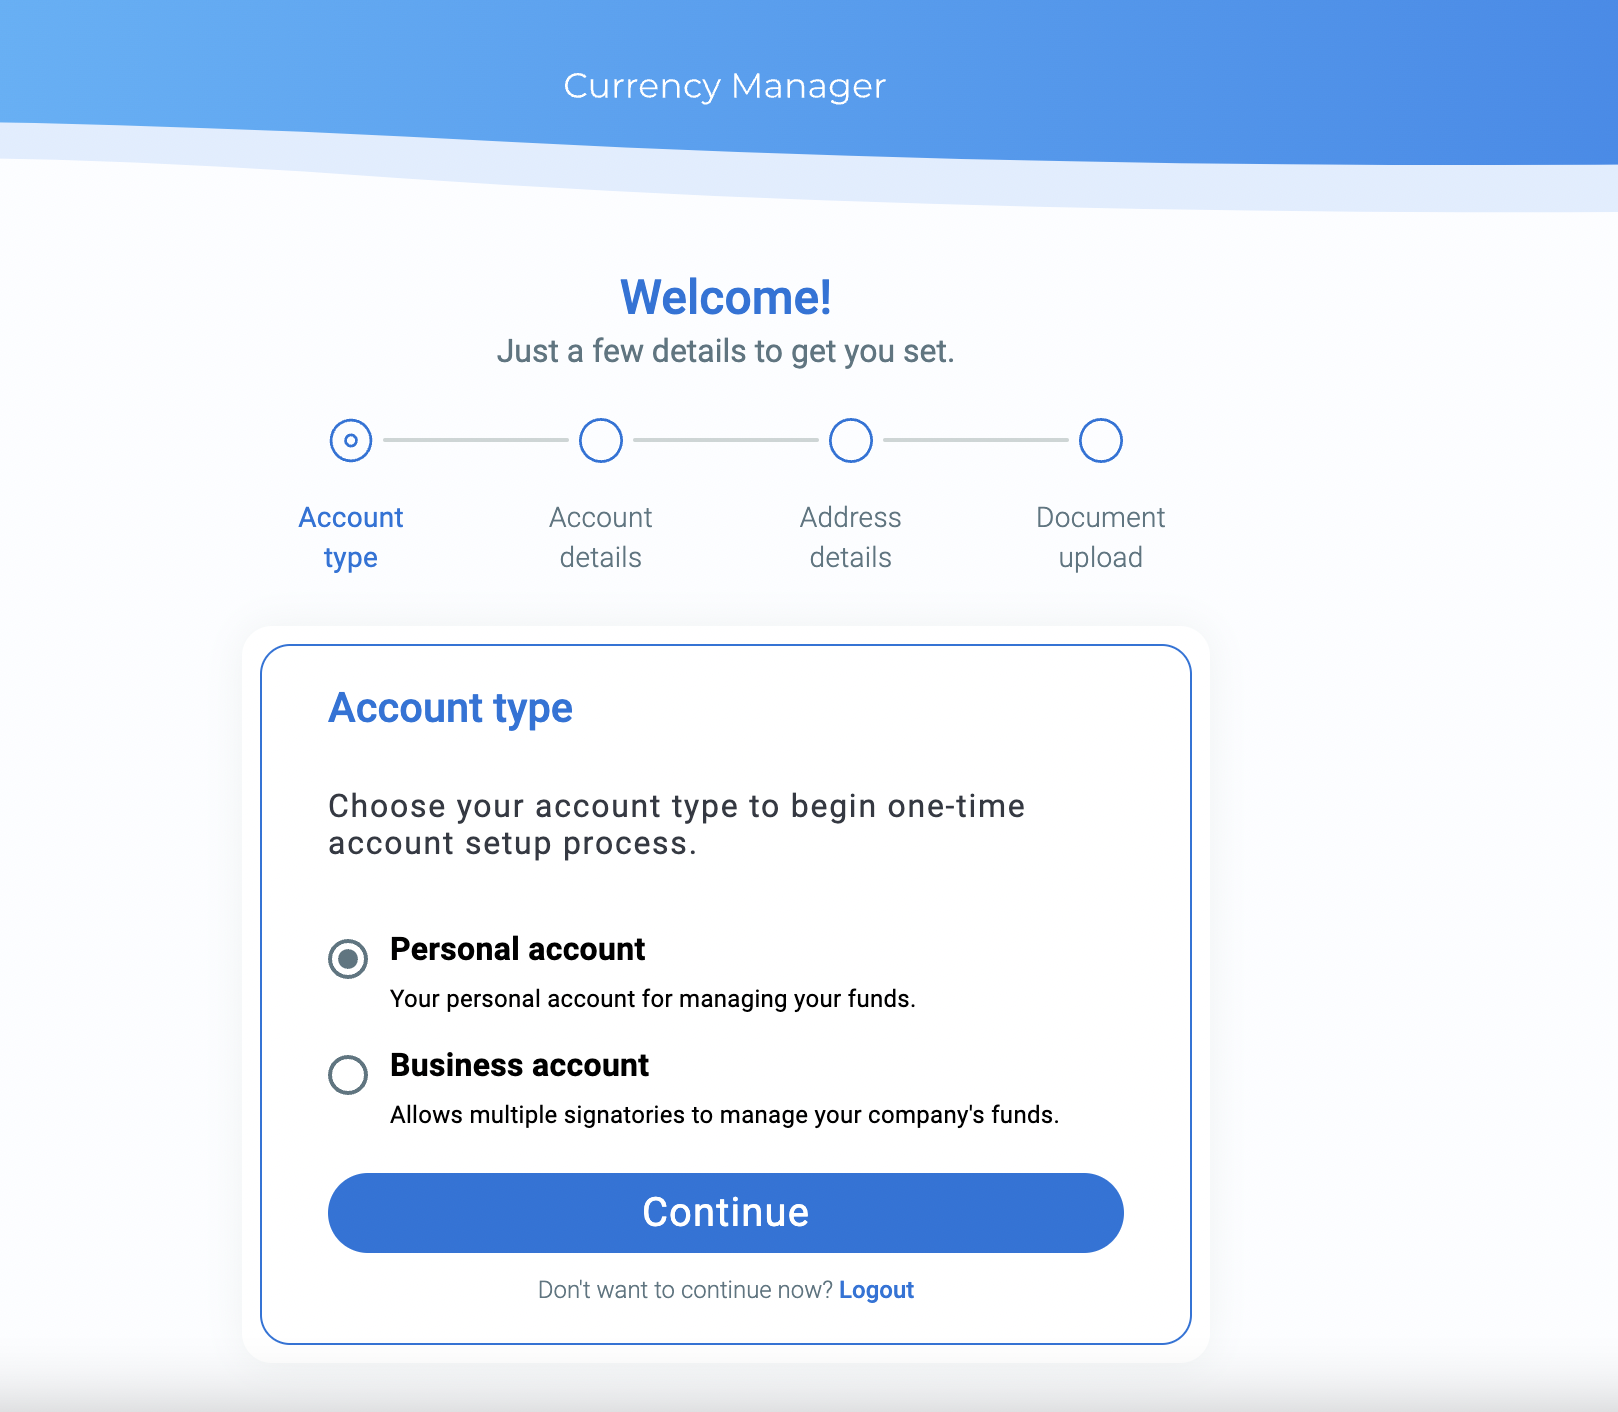 Currency Manager
Welcome!
Just a few details to get you set.
Account
type
Account
details
Address
details
Document
upload
Account type
Choose your account type to begin one-time
account setup process.
Personal account
Your personal account for managing your funds.
Business account
Allows multiple signatories to manage your company's funds.
Continue
Don't want to continue now? Logout